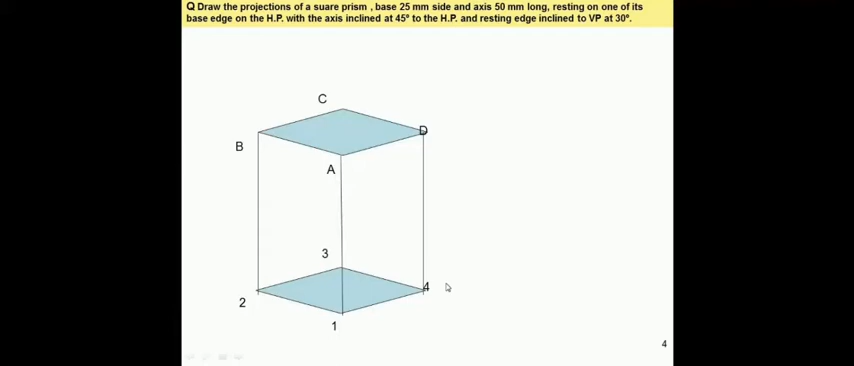 Q Draw the projections of a suare prism , base 25 mm side and axis 50 mm long, resting on one of its
base edge on the H.P. with the axis inclined at 45º to the H.P. and resting edge inclined to VP at 30º.
C
D
B
A
3
4
2
1
4